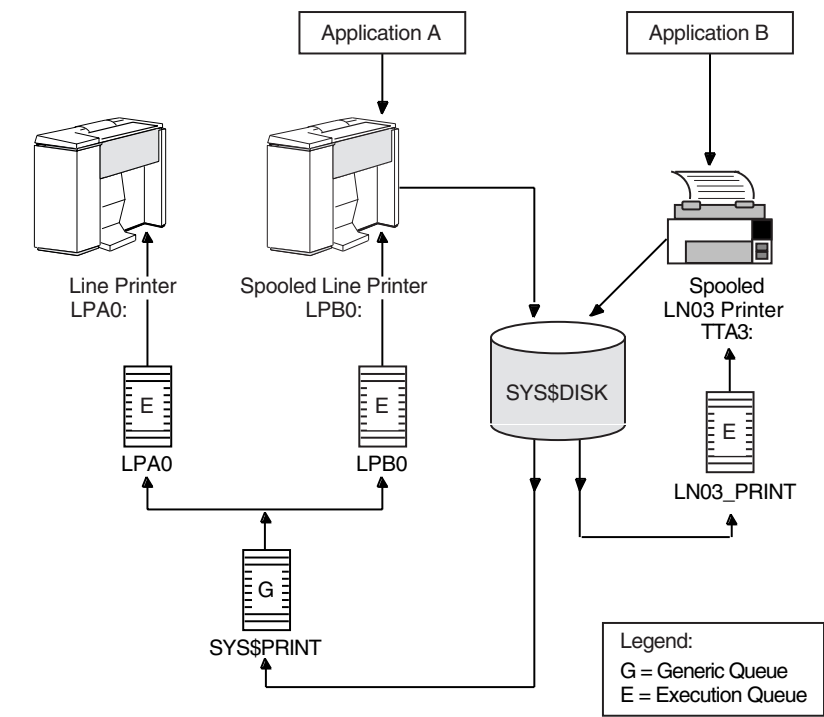 Application A
Application B
Line Printer
LPA0:
Spooled Line Printer
LPB0:
Spooled
LN03 Printer
TTA3:
SYS$DISK
E
LPA0
E
LPB0
E
LN03_PRINT
G
SYS$PRINT
Legend:
G = Generic Queue
E = Execution Queue